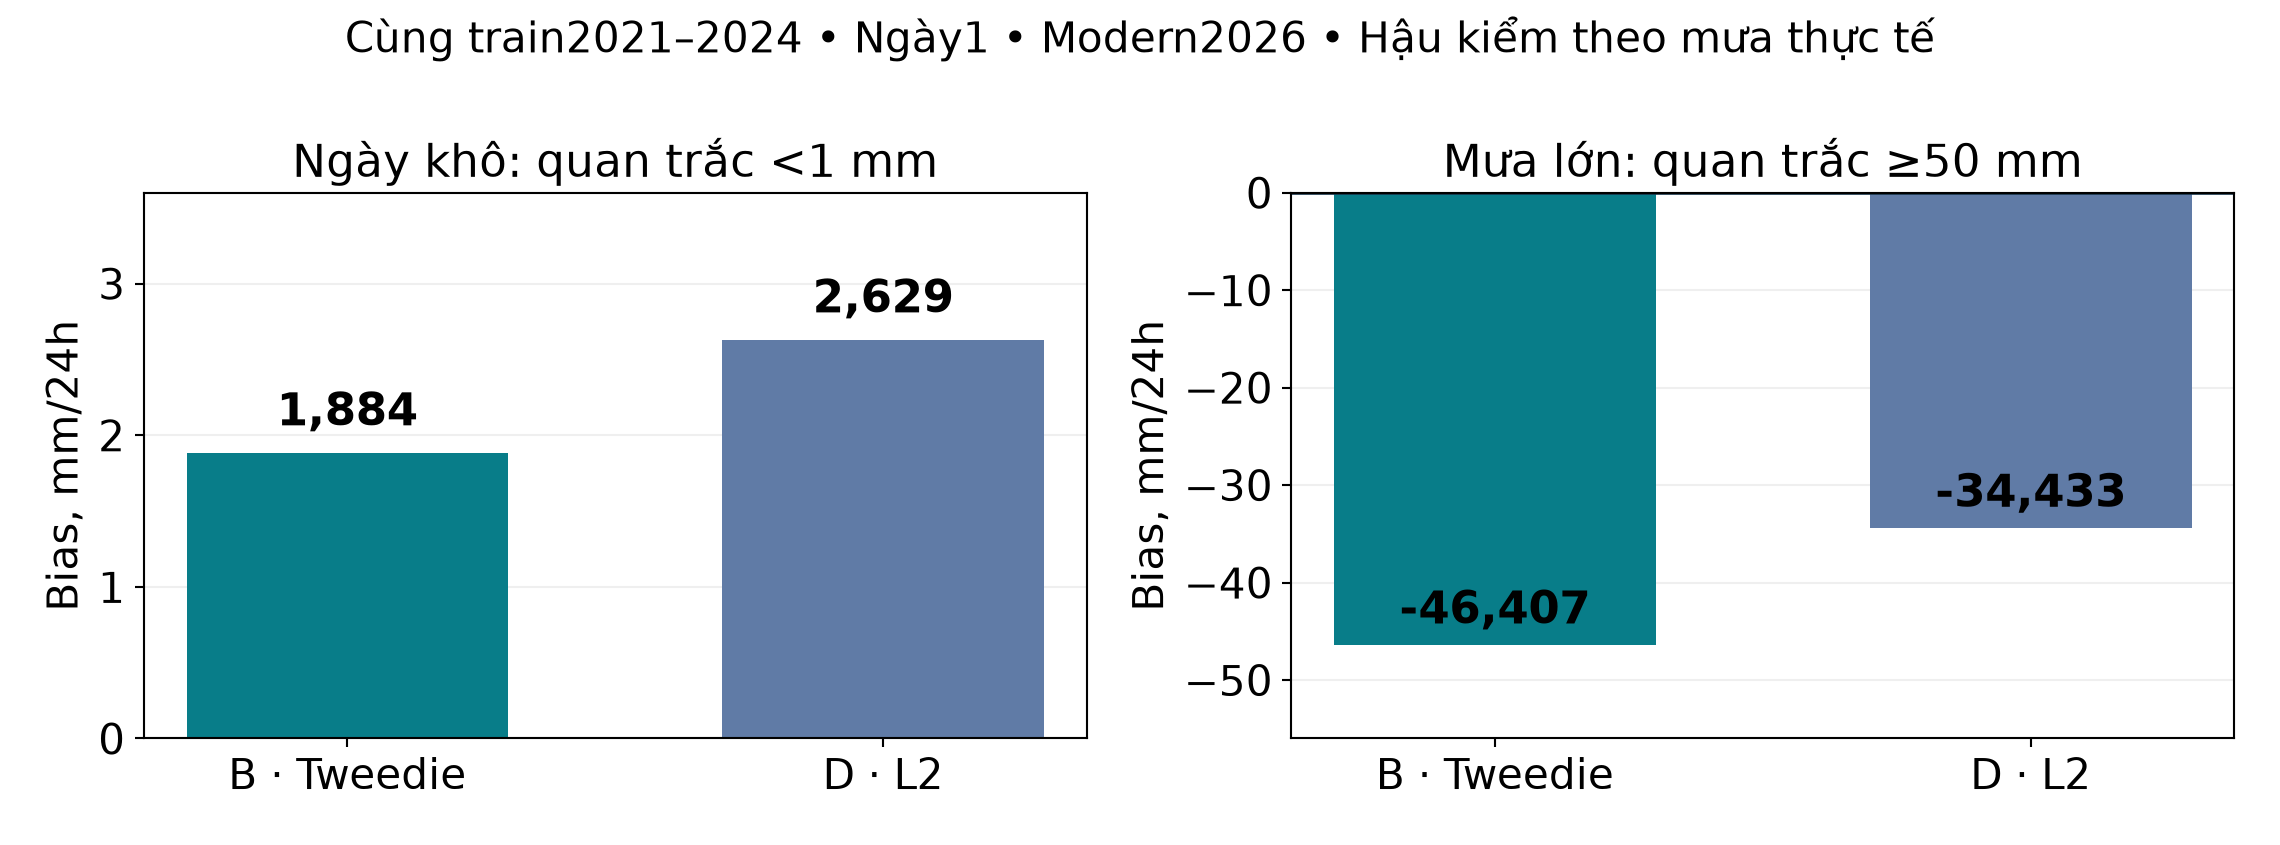 Cùng train2021–2024 • Ngày1 • Modern2026 • Hậu kiểm theo mưa thực tế
Ngày khô: quan trắc <1 mm
Bias, mm/24h
3
2
1
0
1,884
2,629
B · Tweedie
D · L2
Mưa lớn: quan trắc ≥50 mm
Bias, mm/24h
0
−10
−20
−30
−40
−50
-46,407
-34,433
B · Tweedie
D · L2